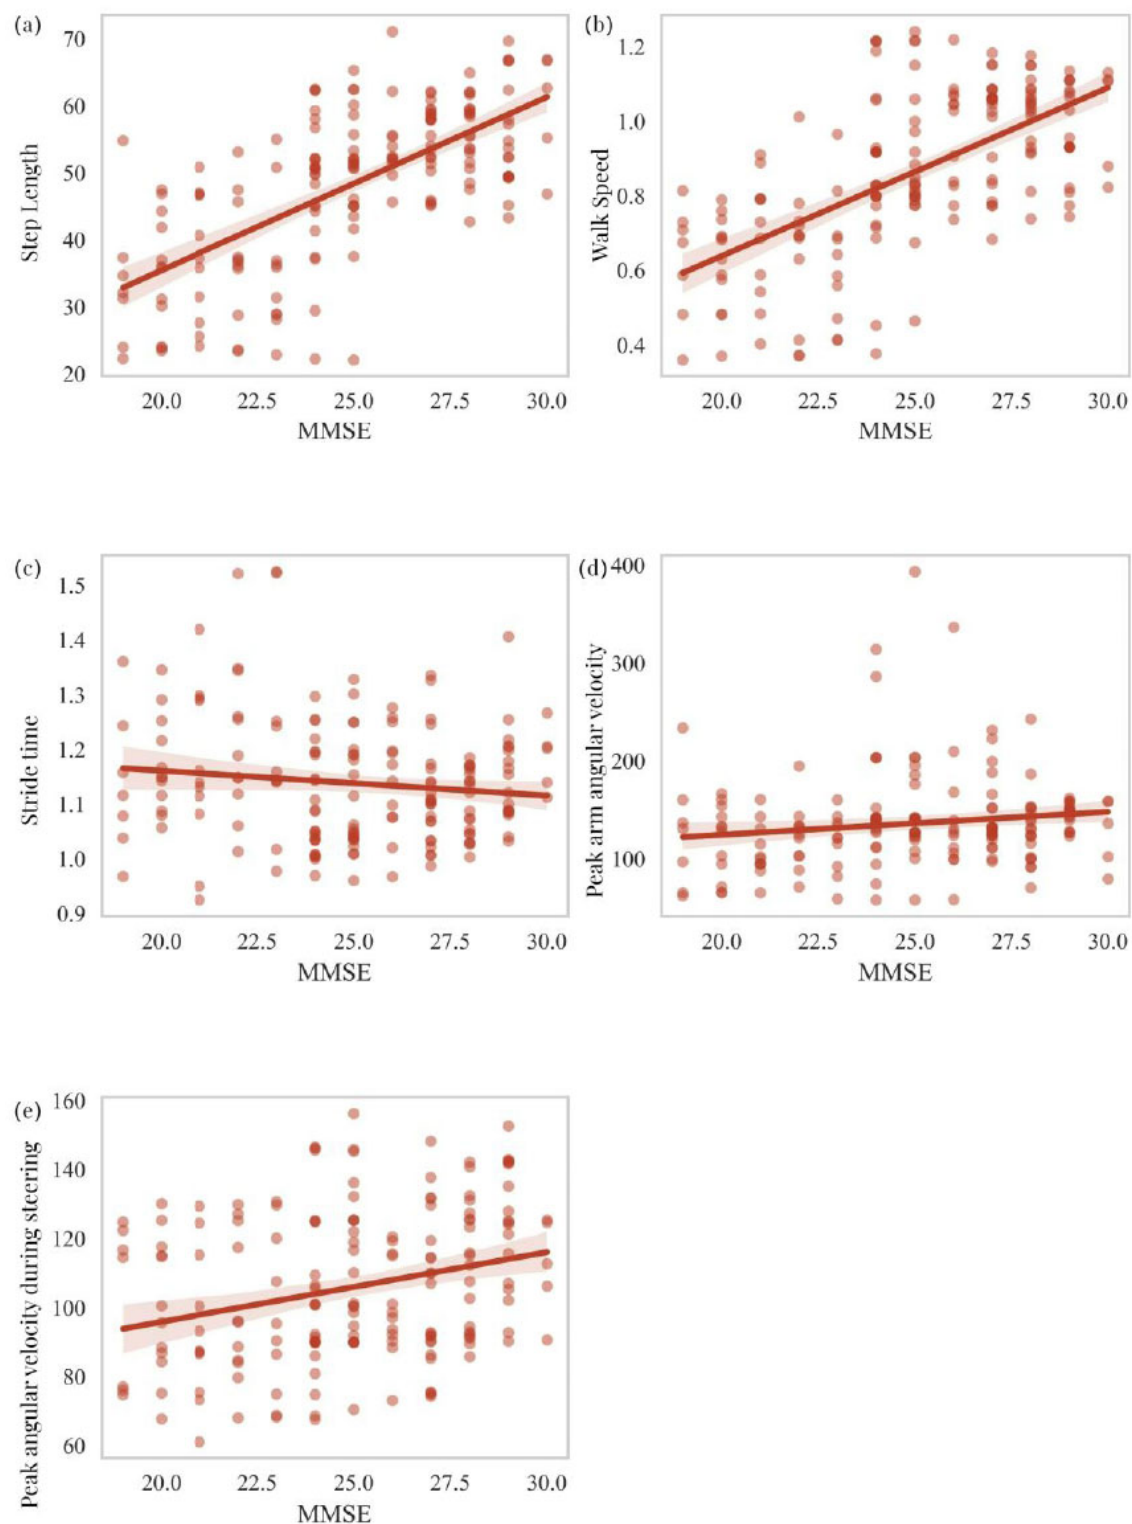 (a)
70
60
50
40
30
20
Step Length
20.0 22.5 25.0 27.5 30.0
MMSE
(b)
1.2
1.0
0.8
0.6
0.4
Walk Speed
20.0 22.5 25.0 27.5 30.0
MMSE
(c)
1.5
1.4
1.3
1.2
1.1
1.0
0.9
Stride time
20.0 22.5 25.0 27.5 30.0
MMSE
(d)
400
300
200
100
Peak arm angular velocity
20.0 22.5 25.0 27.5 30.0
MMSE
(e)
160
140
120
100
80
60
Peak angular velocity during steering
20.0 22.5 25.0 27.5 30.0
MMSE